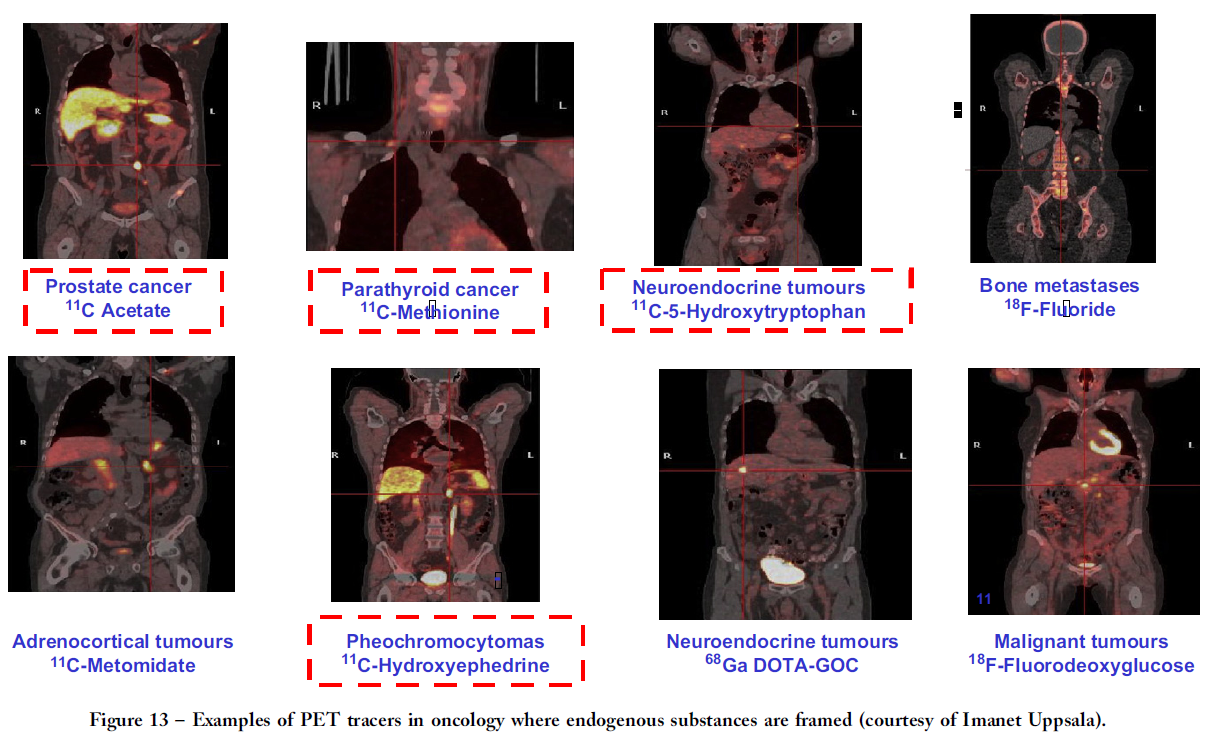 R L
R L
R L
R L
Prostate cancer
¹¹C Acetate
Parathyroid cancer
¹¹C-Methionine
Neuroendocrine tumours
¹¹C-5-Hydroxytryptophan
Bone metastases
¹⁸F-Fluoride
R L
R L
R L
R L
11
Adrenocortical tumours
¹¹C-Metomidate
Pheochromocytomas
¹¹C-Hydroxyephedrine
Neuroendocrine tumours
⁶⁸Ga DOTA-GOC
Malignant tumours
¹⁸F-Fluorodeoxyglucose
Figure 13 – Examples of PET tracers in oncology where endogenous substances are framed (courtesy of Imanet Uppsala).